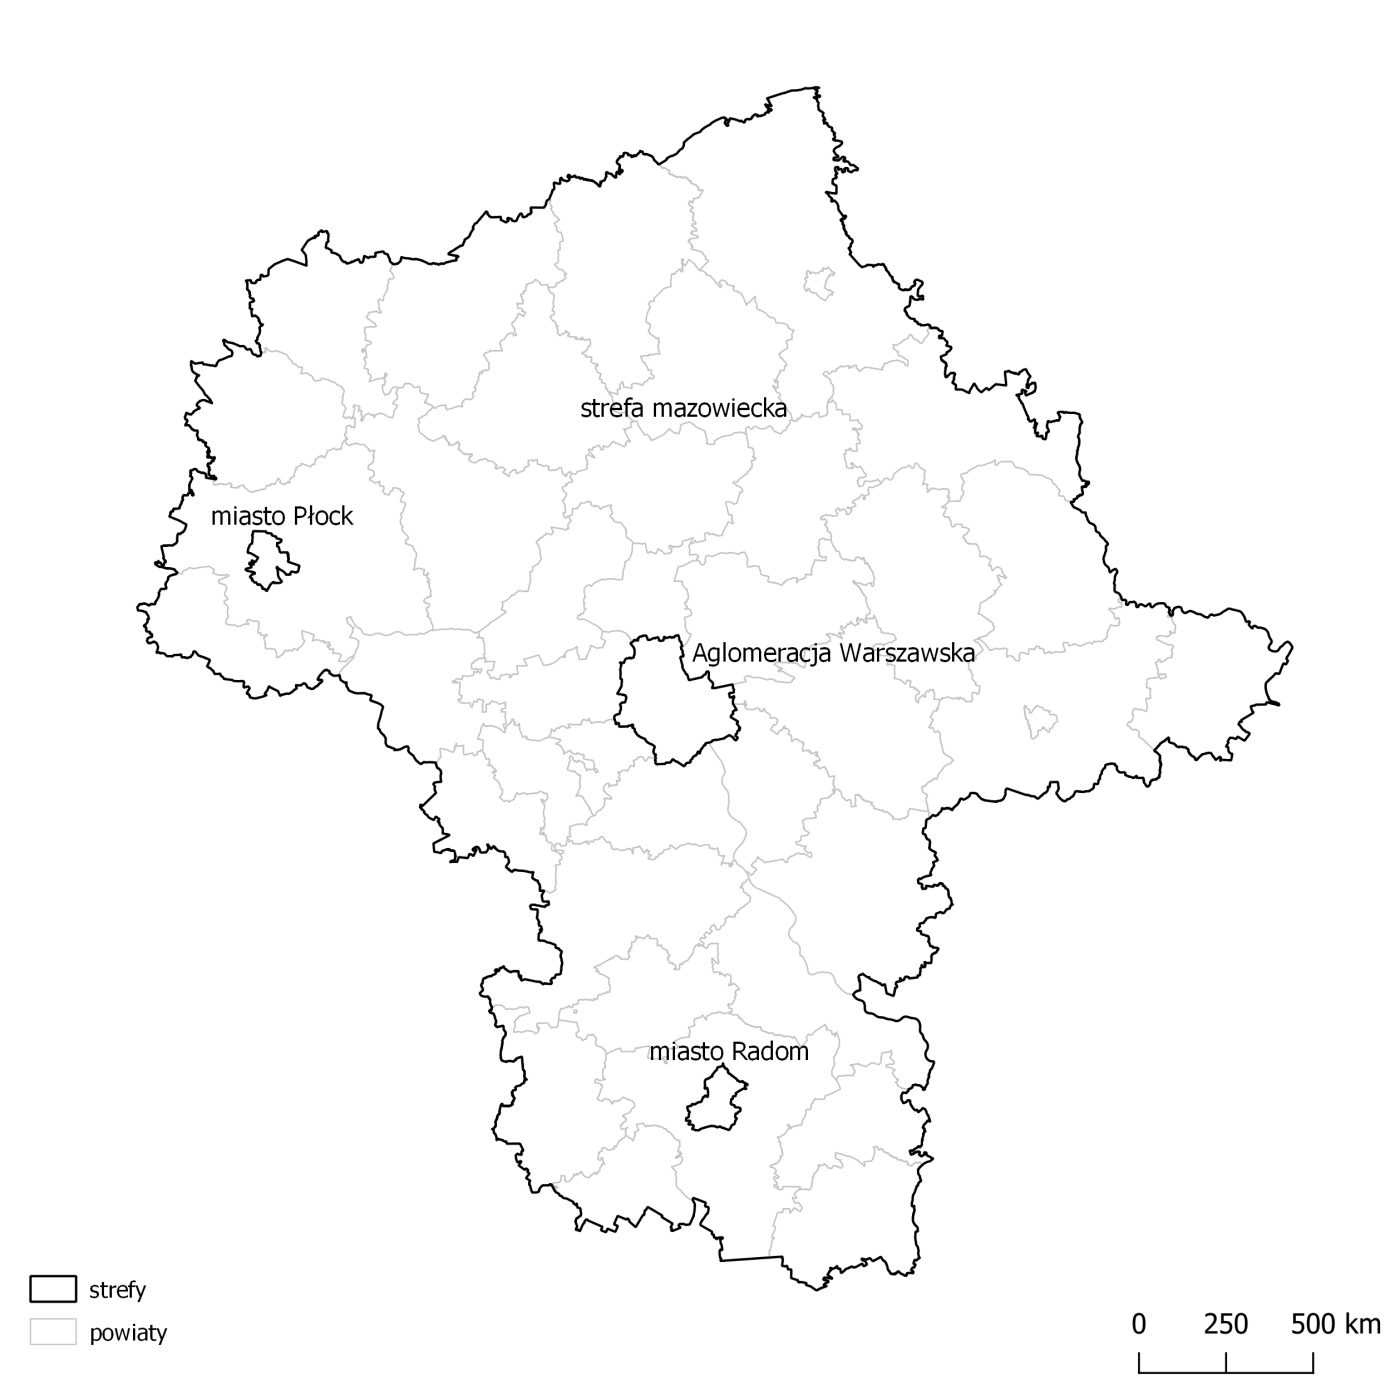 strefa mazowiecka
miasto Płock
Aglomeracja Warszawska
miasto Radom
strefy
powiaty
0 250 500 km